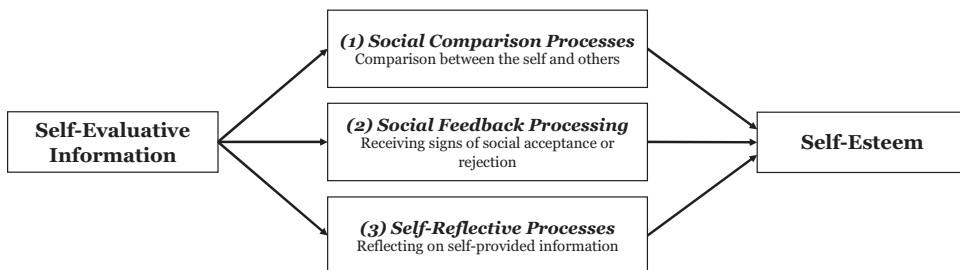 (1) Social Comparison Processes
Comparison between the self and others
Self-Evaluative
Information
(2) Social Feedback Processing
Receiving signs of social acceptance or
rejection
Self-Esteem
(3) Self-Reflective Processes
Reflecting on self-provided information